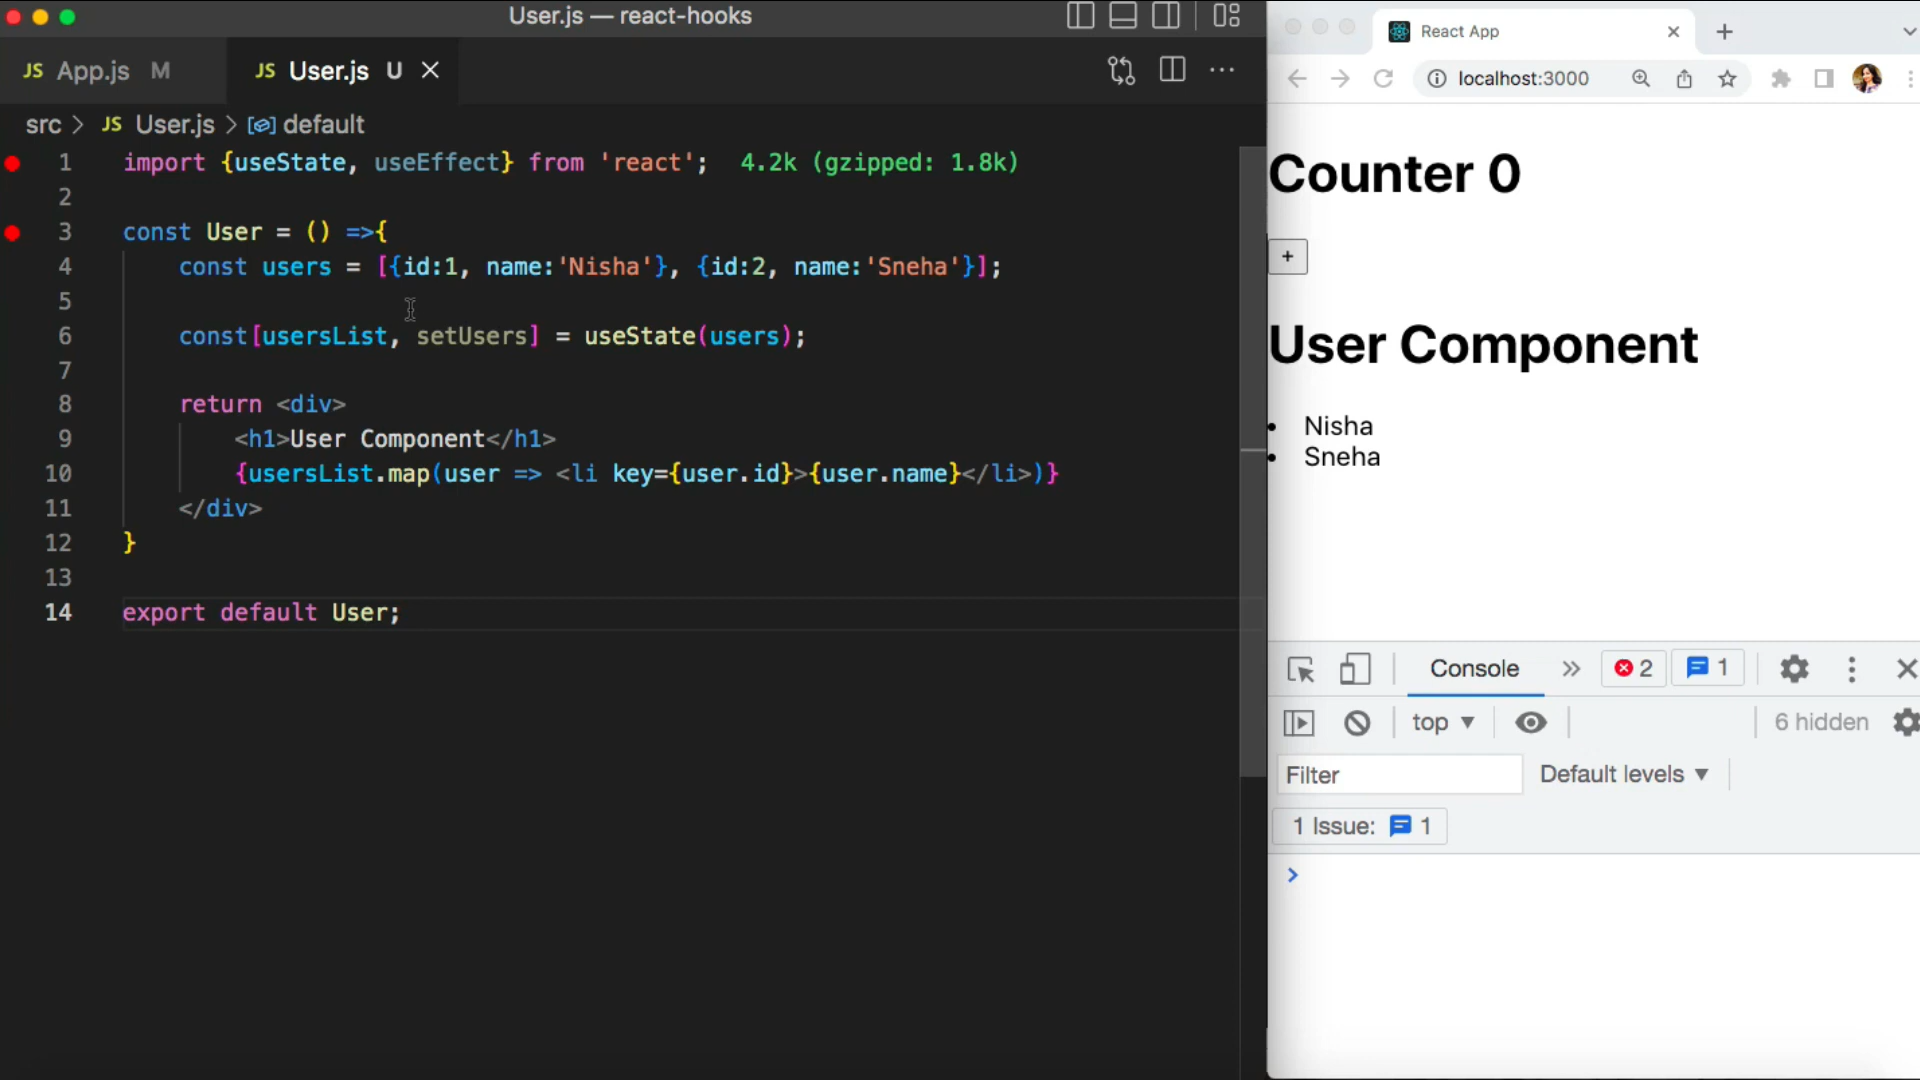 User.js — react-hooks
JS App.js M
JS User.js U
src > JS User.js > default
1 import {useState, useEffect} from 'react'; 4.2k (gzipped: 1.8k)
2
3 const User = () =>{
4 const users = [{id:1, name:'Nisha'}, {id:2, name:'Sneha'}];
5
6 const[usersList, setUsers] = useState(users);
7
8 return <div>
9 <h1>User Component</h1>
10 {usersList.map(user => <li key={user.id}>{user.name}</li>)}
11 </div>
12 }
13
14 export default User;
React App
localhost:3000
Counter 0
+
User Component
Nisha
Sneha
Console 2 1
top 6 hidden
Filter Default levels
1 Issue: 1
>